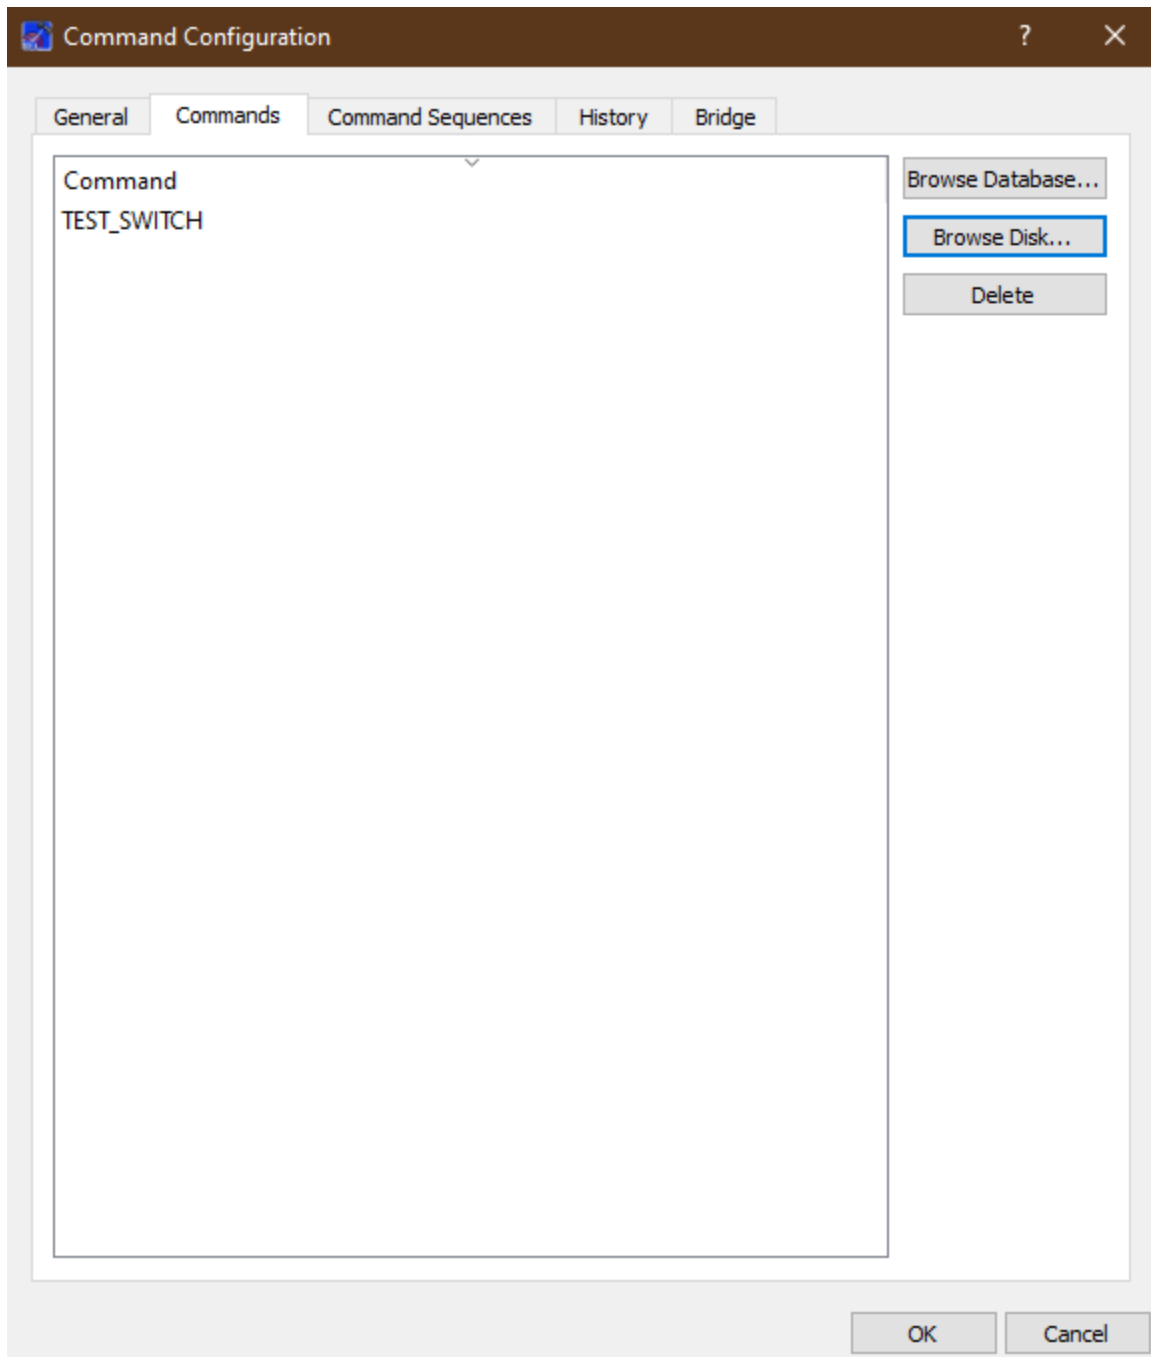 Command Configuration
General Commands Command Sequences History Bridge
Command
TEST_SWITCH
Browse Database...
Browse Disk...
Delete
OK Cancel